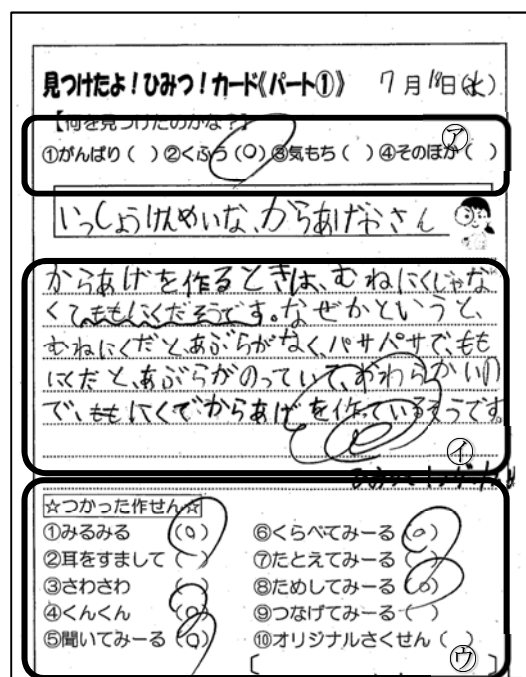 見つけたよ！ひみつ！カード《パート①》 7月18日(水)
【何を見つけたのかな？】
㋐
①がんばり( ) ②くふう(○) ③気もち( ) ④そのほか( )
いっしょうけんめいな、からあげおさん
からあげを作るときは、むねにくじゃな
くてももにくだそうです。なぜかというと、
むねにくだと、あぶらがなく、パサパサで、もも
にくだと、あぶらがのっていて、やわらかいの
で、ももにくで、からあげを作っているそうです
㋑
☆つかった作せん☆
①みるみる (○) ⑥くらべてみーる (○)
②耳をすまして ( ) ⑦たとえてみーる ( )
③さわさわ ( ) ⑧ためしてみーる (○)
④くんくん (○) ⑨つなげてみーる ( )
⑤聞いてみーる (○) ⑩オリジナルさくせん ( )
㋒
[ ]